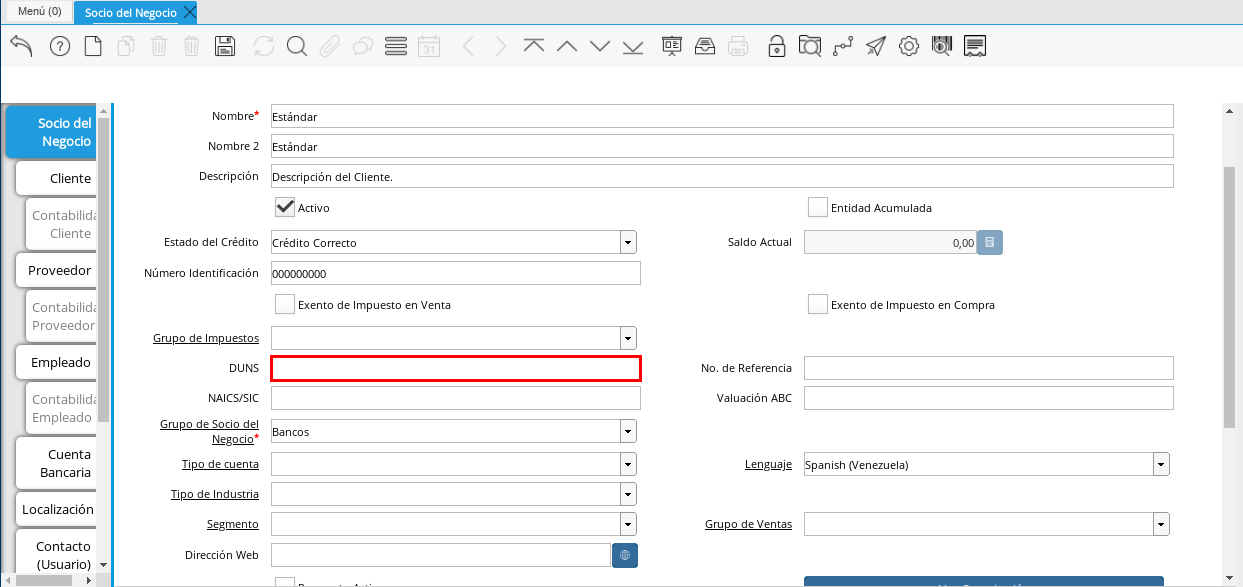 Menú (0)
Socio del Negocio
31
Socio del
Negocio
Cliente
Contabilida
Cliente
Proveedor
Contabilida
Proveedor
Empleado
Contabilida
Empleado
Cuenta
Bancaria
Localización
Contacto
(Usuario)
Nombre* Estándar
Nombre 2 Estándar
Descripción Descripción del Cliente.
Activo Entidad Acumulada
Estado del Crédito Crédito Correcto Saldo Actual 0,00
Número Identificación 000000000
Exento de Impuesto en Venta Exento de Impuesto en Compra
Grupo de Impuestos
DUNS No. de Referencia
NAICS/SIC Valuación ABC
Grupo de Socio del
Negocio* Bancos
Tipo de cuenta Lenguaje Spanish (Venezuela)
Tipo de Industria
Segmento Grupo de Ventas
Dirección Web